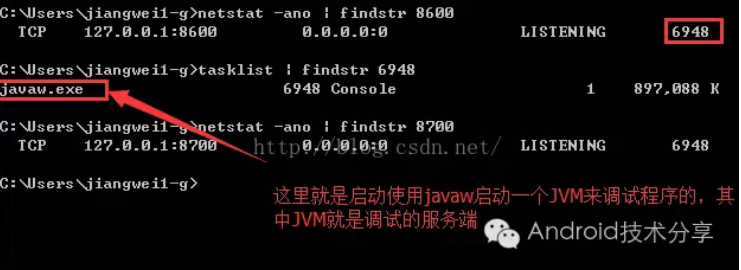 C:\Users\jiangwei1-g>netstat -ano | findstr 8600
TCP 127.0.0.1:8600 0.0.0.0:0 LISTENING 6948
C:\Users\jiangwei1-g>tasklist | findstr 6948
javaw.exe 6948 Console 1 897,088 K
C:\Users\jiangwei1-g>netstat -ano | findstr 8700
TCP 127.0.0.1:8700 0.0.0.0:0 LISTENING 6948
http://blog.csdn.net/
C:\Users\jiangwei1-g>
这里就是启动使用javaw启动一个JVM来调试程序的，其
中JVM就是调试的服务端
Android技术分享